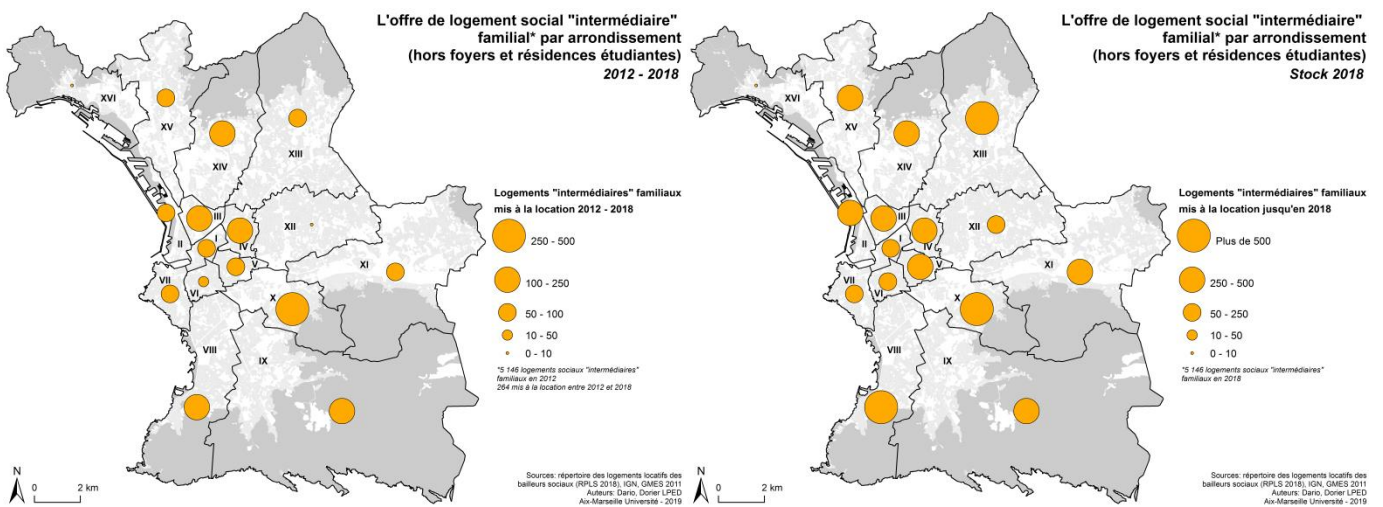 L'offre de logement social "intermédiaire"
familial* par arrondissement
(hors foyers et résidences étudiantes)
2012 - 2018
XVI
XV
XIV
XIII
III
XII
I
IV
II
V
XI
VII
VI
X
VIII
IX
Logements "intermédiaires" familiaux
mis à la location 2012 - 2018
250 - 500
100 - 250
50 - 100
10 - 50
0 - 10
*5 146 logements sociaux "intermédiaires"
familiaux en 2012
264 mis à la location entre 2012 et 2018
N
0 2 km
Sources: répertoire des logements locatifs des
bailleurs sociaux (RPLS 2018), IGN, GMES 2011
Auteurs: Dario, Dorier LPED
Aix-Marseille Université - 2019
L'offre de logement social "intermédiaire"
familial* par arrondissement
(hors foyers et résidences étudiantes)
Stock 2018
XVI
XV
XIV
XIII
III
XII
I
IV
II
V
XI
VII
VI
X
VIII
IX
Logements "intermédiaires" familiaux
mis à la location jusqu'en 2018
Plus de 500
250 - 500
50 - 250
10 - 50
0 - 10
*5 146 logements sociaux "intermédiaires"
familiaux en 2018
N
0 2 km
Sources: répertoire des logements locatifs des
bailleurs sociaux (RPLS 2018), IGN, GMES 2011
Auteurs: Dario, Dorier LPED
Aix-Marseille Université - 2019